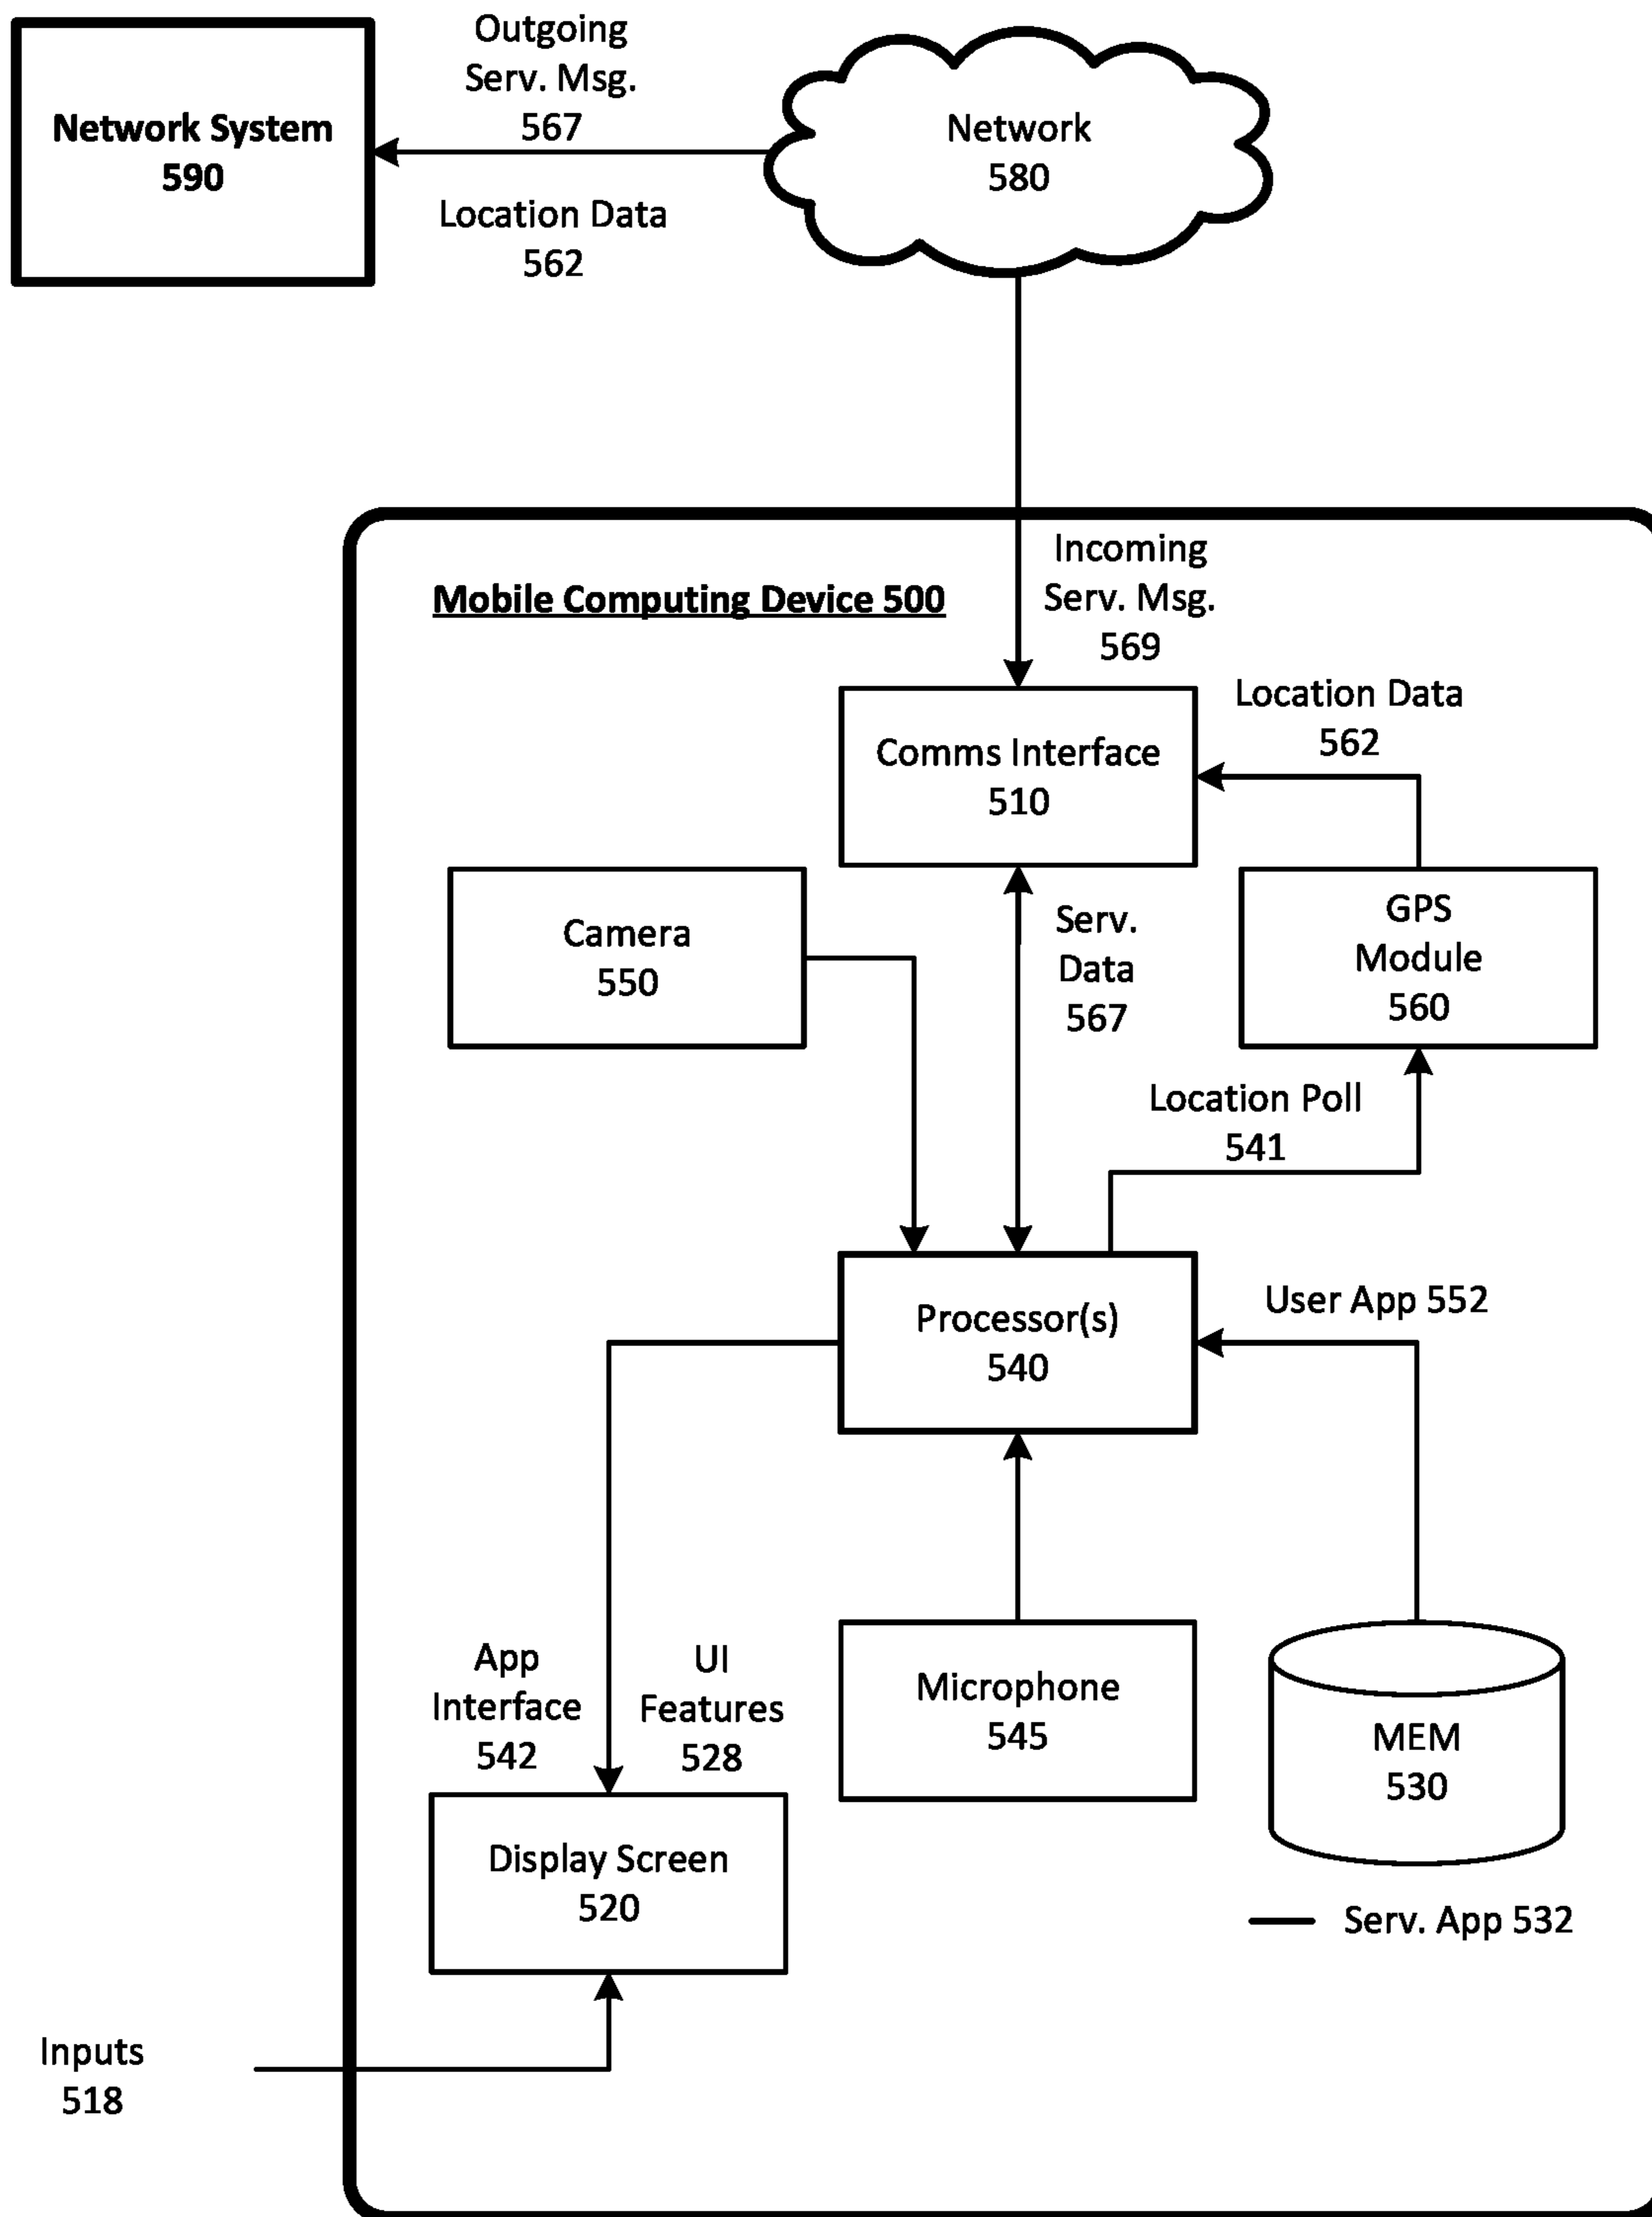 Outgoing
Serv. Msg.
567
Network System
590
Network
580
Location Data
562
Mobile Computing Device 500
Incoming
Serv. Msg.
569
Location Data
562
Comms Interface
510
Camera
550
Serv.
Data
567
GPS
Module
560
Location Poll
541
User App 552
Processor(s)
540
App
Interface
542
UI
Features
528
Microphone
545
MEM
530
Display Screen
520
Serv. App 532
Inputs
518